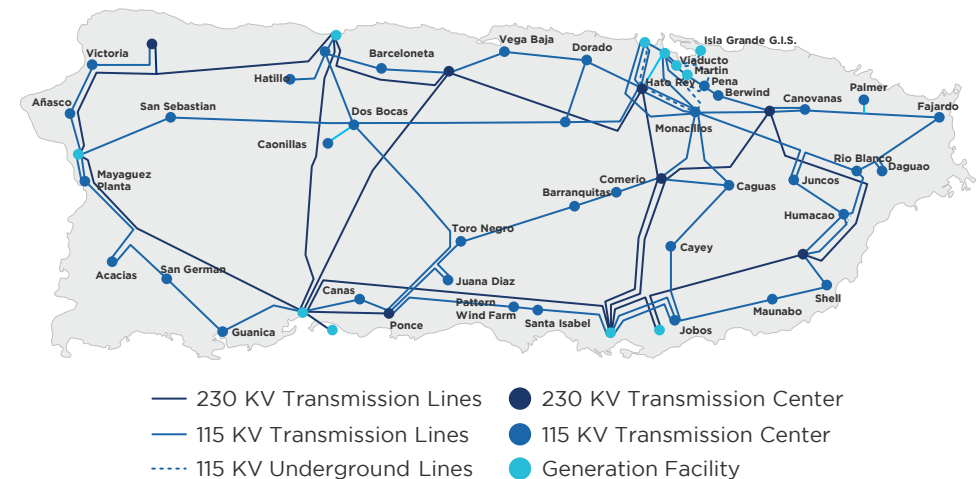 Isla Grande G.I.S.
Vega Baja
Victoria
Barceloneta
Dorado
Viaducto
Martin
Hatillo
Hato Rey
Pena
Palmer
Berwind
Añasco
San Sebastian
Dos Bocas
Canovanas
Fajardo
Monacillos
Caonillas
Rio Blanco
Daguao
Mayaguez
Planta
Comerio
Juncos
Barranquitas
Caguas
Humacao
Toro Negro
Cayey
Acacias
San German
Juana Diaz
Canas
Pattern
Wind Farm
Shell
Maunabo
Guanica
Ponce
Santa Isabel
Jobos
230 KV Transmission Lines
230 KV Transmission Center
115 KV Transmission Lines
115 KV Transmission Center
115 KV Underground Lines
Generation Facility